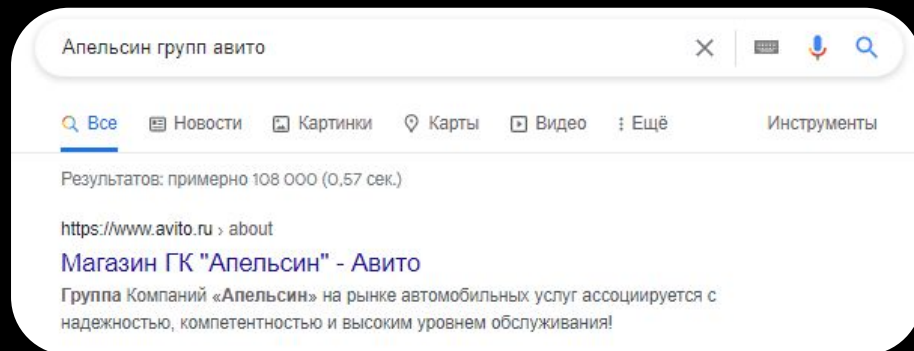 Апельсин групп авито
Все Новости Картинки Карты Видео Ещё Инструменты
Результатов: примерно 108 000 (0,57 сек.)
https://www.avito.ru › about
Магазин ГК "Апельсин" - Авито
Группа Компаний «Апельсин» на рынке автомобильных услуг ассоциируется с
надежностью, компетентностью и высоким уровнем обслуживания!